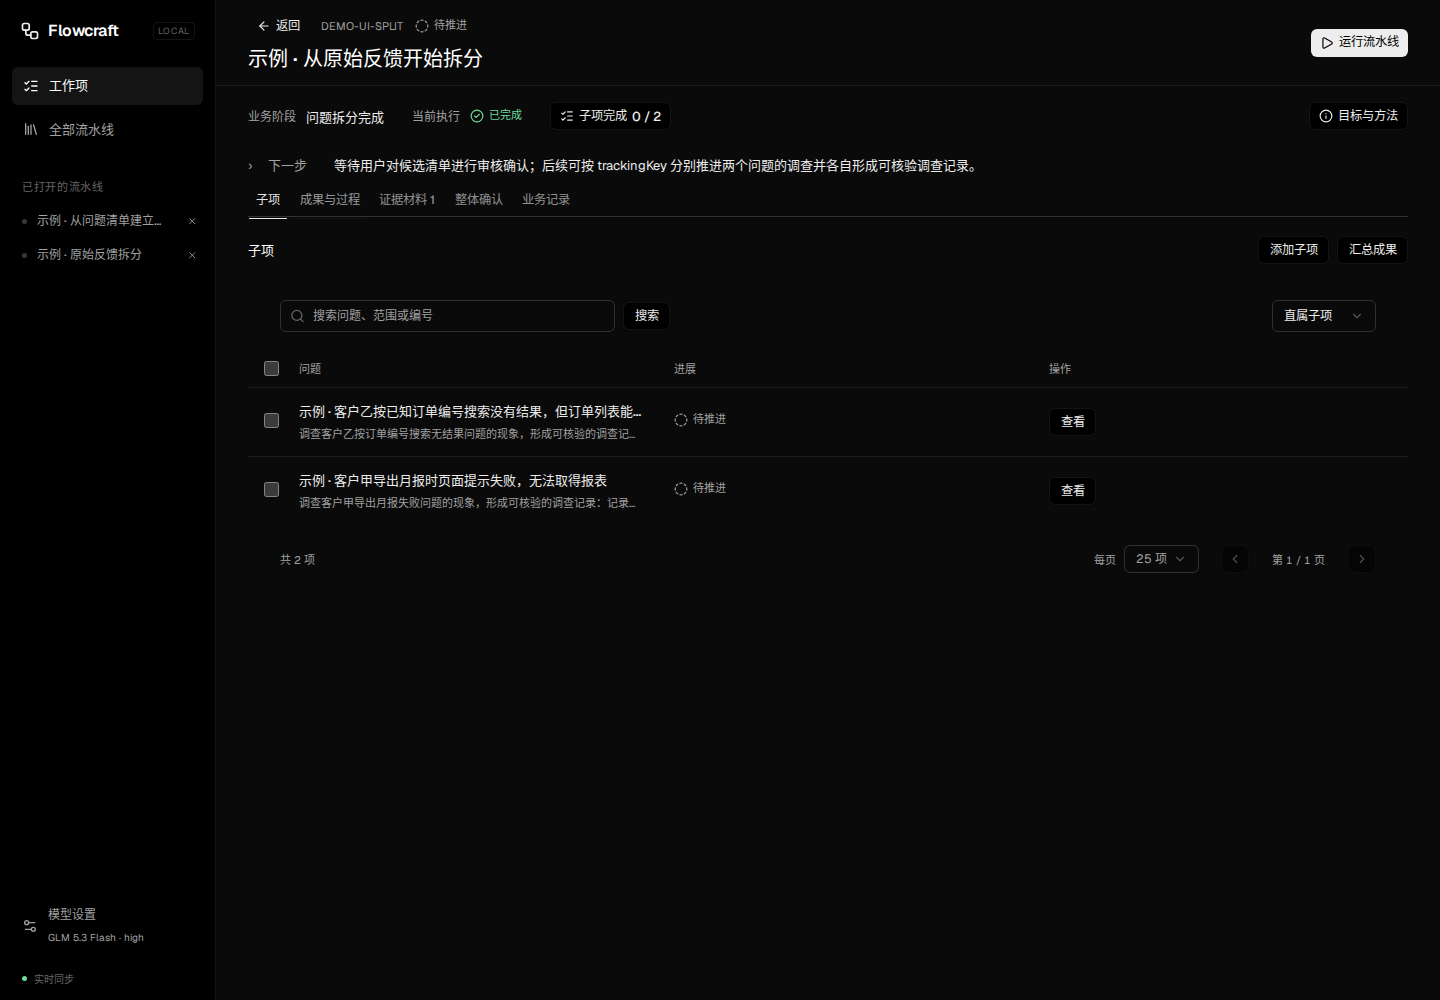 Flowcraft LOCAL
工作项
全部流水线
已打开的流水线
示例 · 从问题清单建立...
示例 · 原始反馈拆分
模型设置
GLM 5.3 Flash · high
实时同步
返回 DEMO-UI-SPLIT 待推进
示例 · 从原始反馈开始拆分
运行流水线
业务阶段 问题拆分完成 当前执行 已完成 子项完成 0 / 2 目标与方法
下一步 等待用户对候选清单进行审核确认；后续可按 trackingKey 分别推进两个问题的调查并各自形成可核验调查记录。
子项 成果与过程 证据材料 1 整体确认 业务记录
子项 添加子项 汇总成果
搜索问题、范围或编号 搜索 直属子项
问题 进展 操作
示例 · 客户乙按已知订单编号搜索没有结果，但订单列表能...
调查客户乙按订单编号搜索无结果问题的现象，形成可核验的调查记...
待推进 查看
示例 · 客户甲导出月报时页面提示失败，无法取得报表
调查客户甲导出月报失败问题的现象，形成可核验的调查记录：记录...
待推进 查看
共 2 项 每页 25 项 第 1 / 1 页